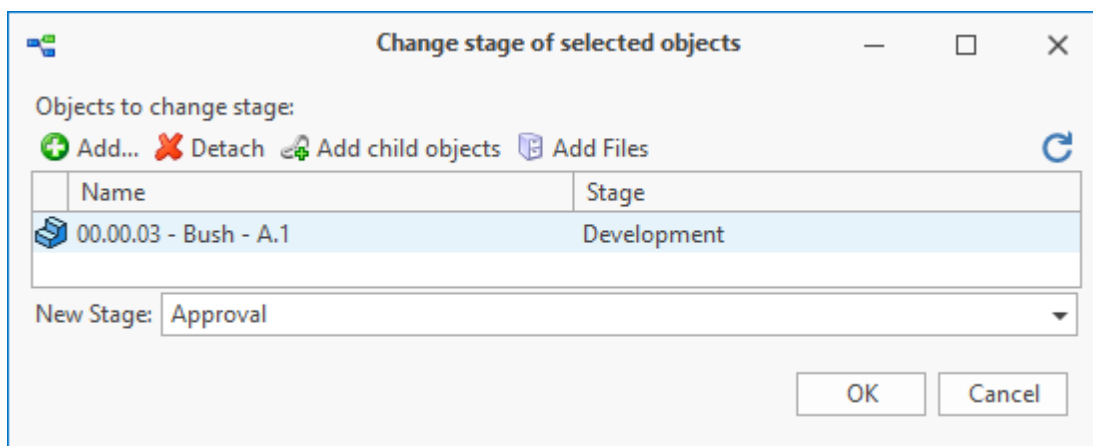 Change stage of selected objects
Objects to change stage:
Add... Detach Add child objects Add Files
Name Stage
00.00.03 - Bush - A.1 Development
New Stage: Approval
OK Cancel